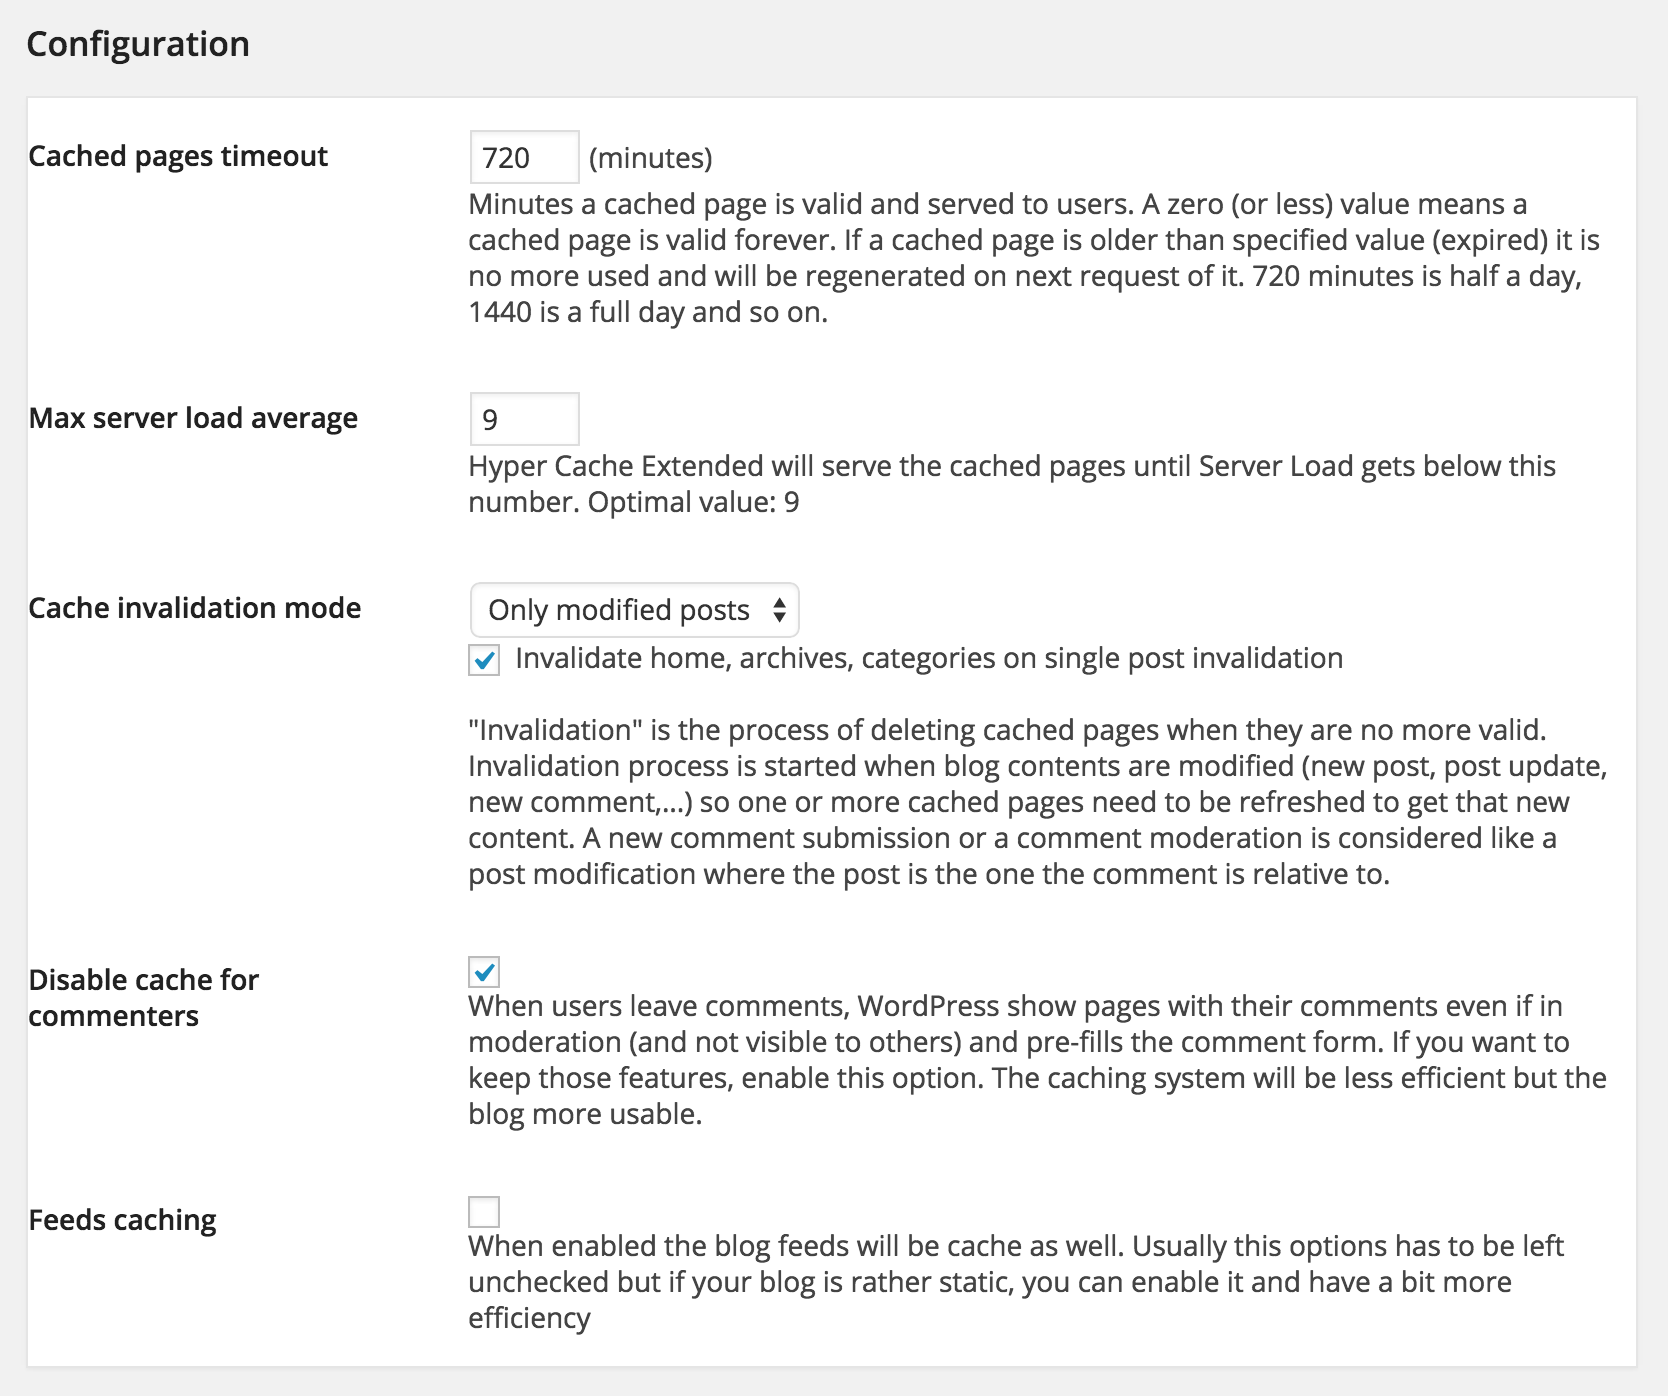 Configuration
Cached pages timeout
720 (minutes)
Minutes a cached page is valid and served to users. A zero (or less) value means a
cached page is valid forever. If a cached page is older than specified value (expired) it is
no more used and will be regenerated on next request of it. 720 minutes is half a day,
1440 is a full day and so on.
Max server load average
9
Hyper Cache Extended will serve the cached pages until Server Load gets below this
number. Optimal value: 9
Cache invalidation mode
Only modified posts
Invalidate home, archives, categories on single post invalidation
"Invalidation" is the process of deleting cached pages when they are no more valid.
Invalidation process is started when blog contents are modified (new post, post update,
new comment,...) so one or more cached pages need to be refreshed to get that new
content. A new comment submission or a comment moderation is considered like a
post modification where the post is the one the comment is relative to.
Disable cache for
commenters
When users leave comments, WordPress show pages with their comments even if in
moderation (and not visible to others) and pre-fills the comment form. If you want to
keep those features, enable this option. The caching system will be less efficient but the
blog more usable.
Feeds caching
When enabled the blog feeds will be cache as well. Usually this options has to be left
unchecked but if your blog is rather static, you can enable it and have a bit more
efficiency